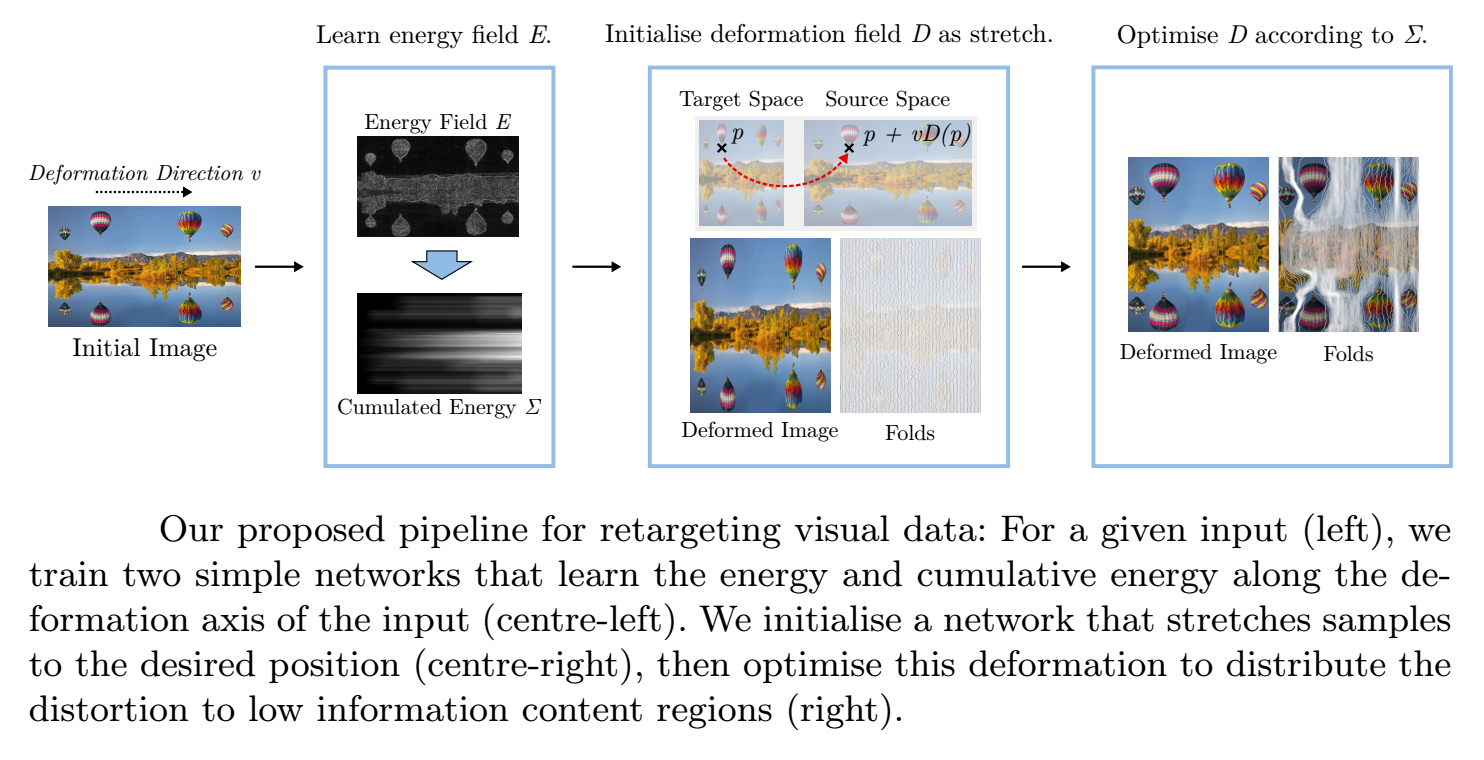 Learn energy field E.
Initialise deformation field D as stretch.
Optimise D according to Σ.
Deformation Direction v
Initial Image
Energy Field E
Cumulated Energy Σ
Target Space
Source Space
p
p + vD(p)
Deformed Image
Folds
Deformed Image
Folds
Our proposed pipeline for retargeting visual data: For a given input (left), we
train two simple networks that learn the energy and cumulative energy along the de-
formation axis of the input (centre-left). We initialise a network that stretches samples
to the desired position (centre-right), then optimise this deformation to distribute the
distortion to low information content regions (right).